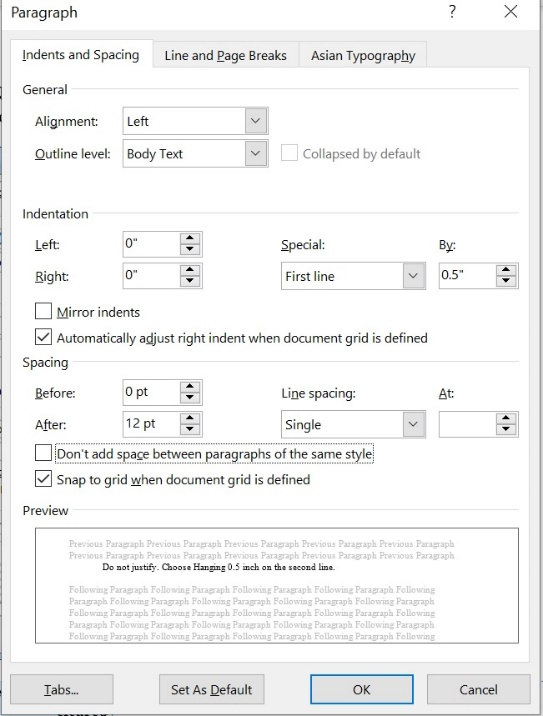 Paragraph ? ×
Indents and Spacing Line and Page Breaks Asian Typography
General
Alignment: Left
Outline level: Body Text Collapsed by default
Indentation
Left: 0" Special: By:
Right: 0" First line 0.5"
Mirror indents
Automatically adjust right indent when document grid is defined
Spacing
Before: 0 pt Line spacing: At:
After: 12 pt Single
Don't add space between paragraphs of the same style
Snap to grid when document grid is defined
Preview
Previous Paragraph Previous Paragraph Previous Paragraph Previous Paragraph Previous Paragraph
Previous Paragraph Previous Paragraph Previous Paragraph Previous Paragraph Previous Paragraph
Do not justify. Choose Hanging 0.5 inch on the second line.
Following Paragraph Following Paragraph Following Paragraph Following Paragraph Following
Paragraph Following Paragraph Following Paragraph Following Paragraph Following
Paragraph Following Paragraph Following Paragraph Following Paragraph Following
Paragraph Following Paragraph Following Paragraph Following Paragraph Following
Following Paragraph Following Paragraph Following Paragraph Following Paragraph Following
Tabs... Set As Default OK Cancel